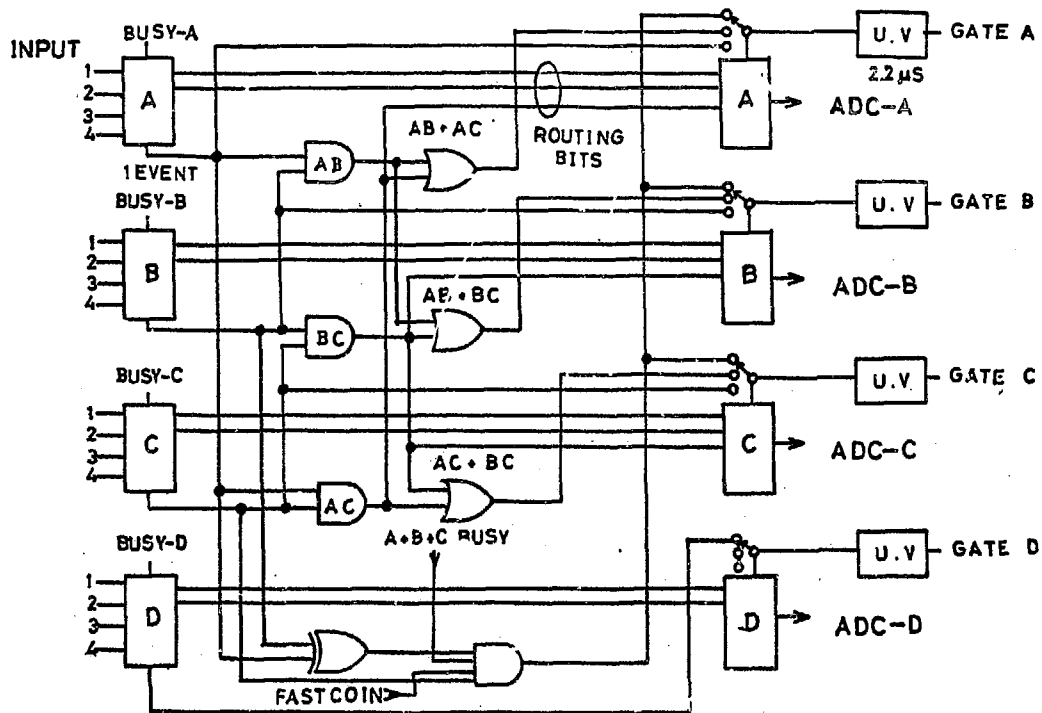 INPUT
BUSY-A
1
2
3
4
A
1 EVENT
AB
AB + AC
ROUTING
BITS
A
ADC-A
U.V
2.2 µS
GATE A
BUSY-B
1
2
3
4
B
BC
AB + BC
B
ADC-B
U.V
GATE B
BUSY-C
1
2
3
4
C
AC
AC + BC
C
ADC-C
U.V
GATE C
A+B+C BUSY
BUSY-D
1
2
3
4
D
FAST COIN
D
ADC-D
U.V
GATE D